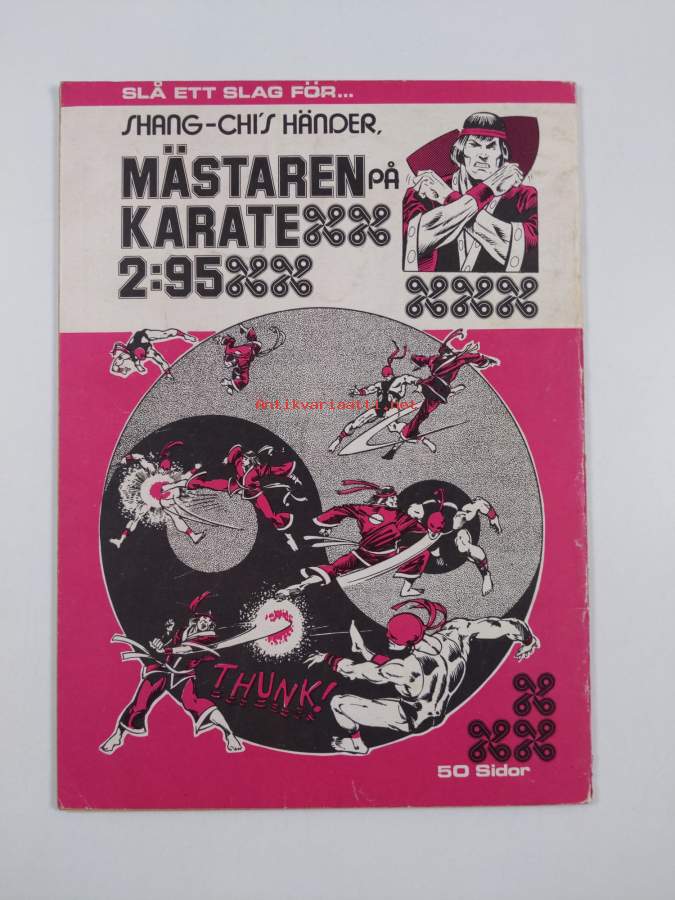 SLÅ ETT SLAG FÖR...
SHANG-CHI'S HÄNDER,
MÄSTAREN PÅ
KARATE
2:95
Antikvariaatti.net
THUNK!
50 Sidor